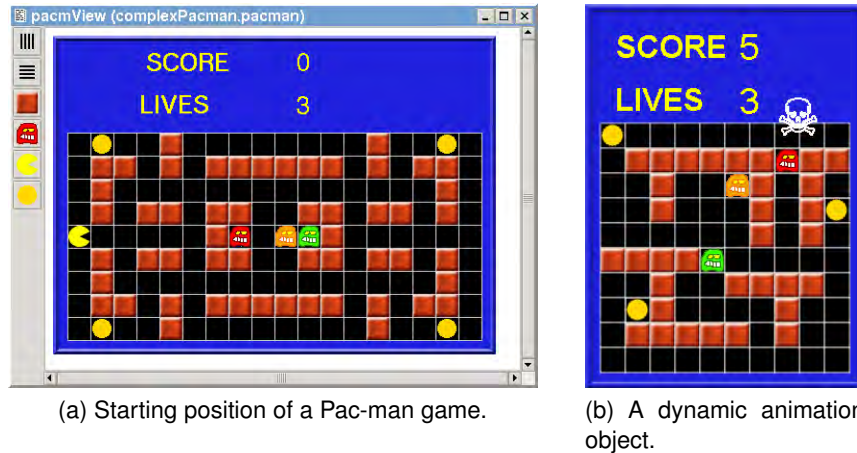 pacmView (complexPacman.pacman)
SCORE 0
LIVES 3
SCORE 5
LIVES 3
(a) Starting position of a Pac-man game.
(b) A dynamic animation
object.